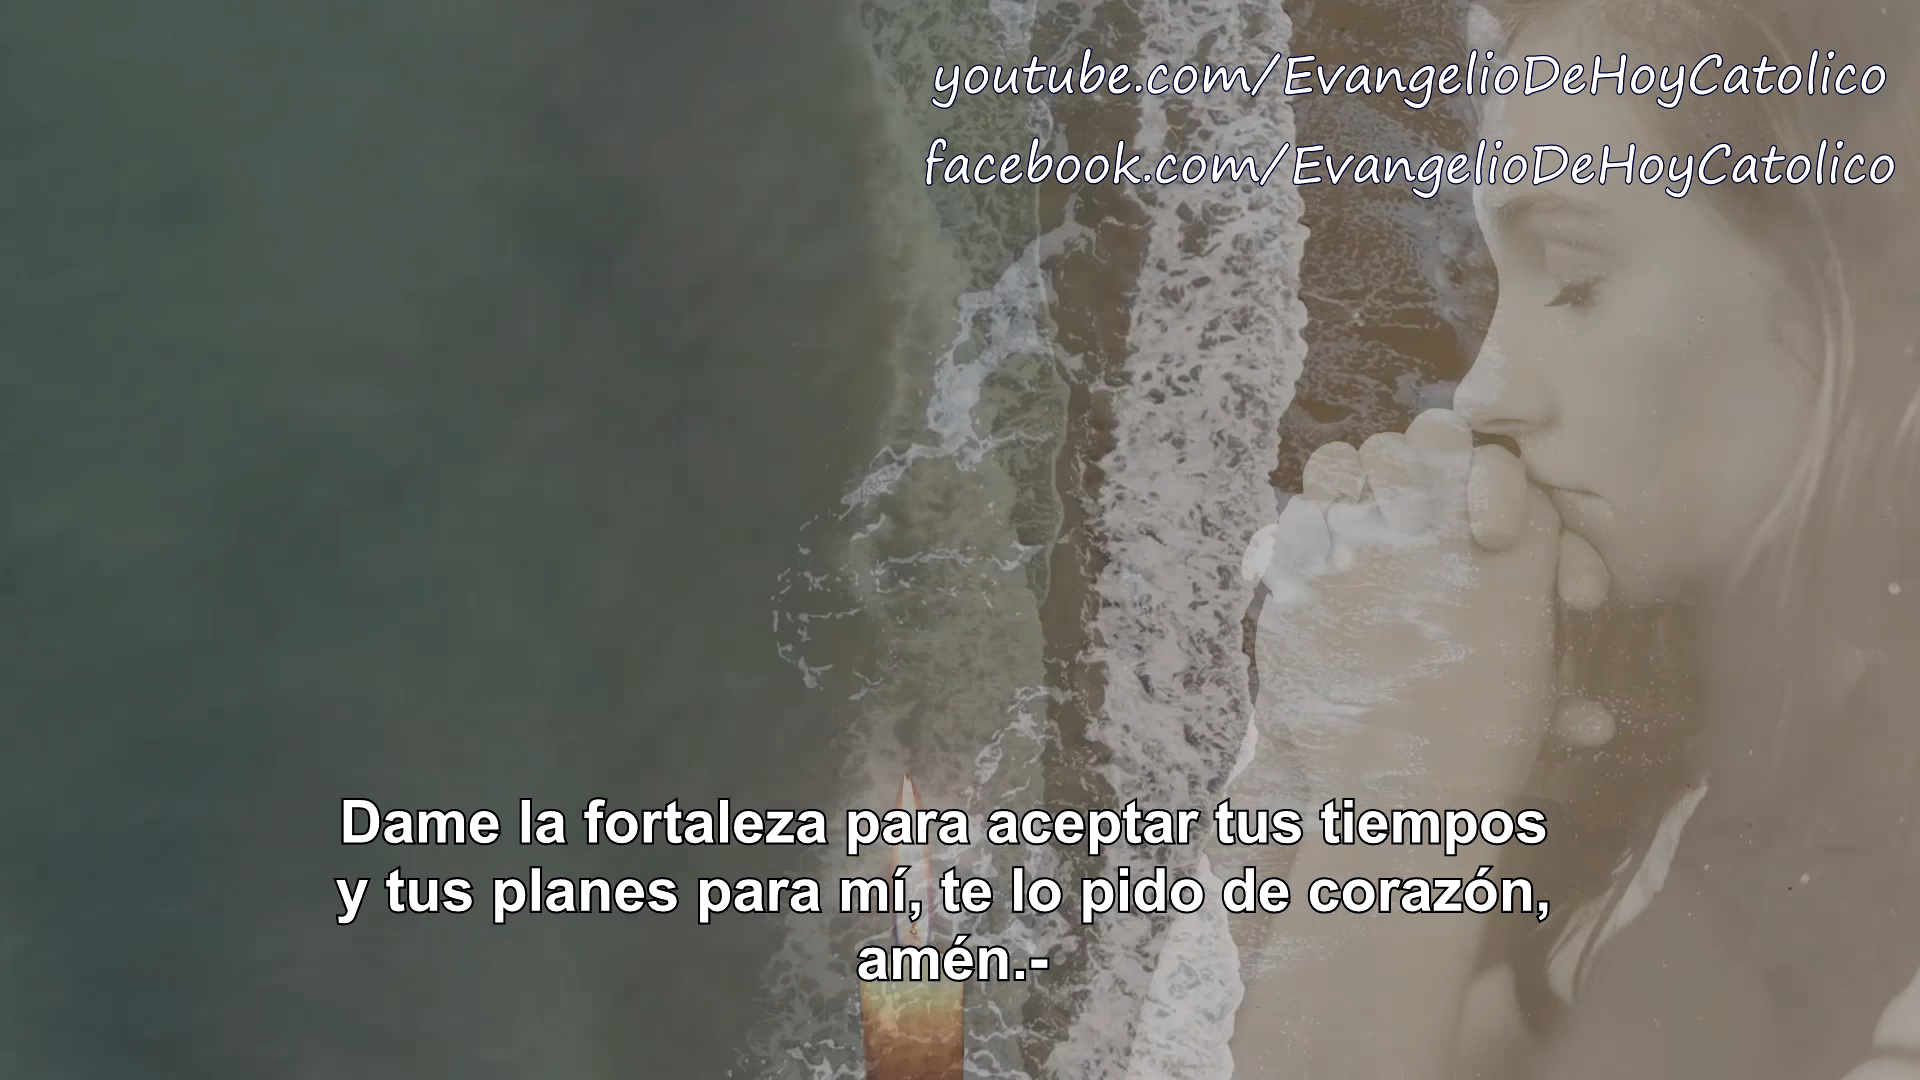 youtube.com/EvangelioDeHoyCatolico
facebook.com/EvangelioDeHoyCatolico
Dame la fortaleza para aceptar tus tiempos
y tus planes para mí, te lo pido de corazón,
amén.-